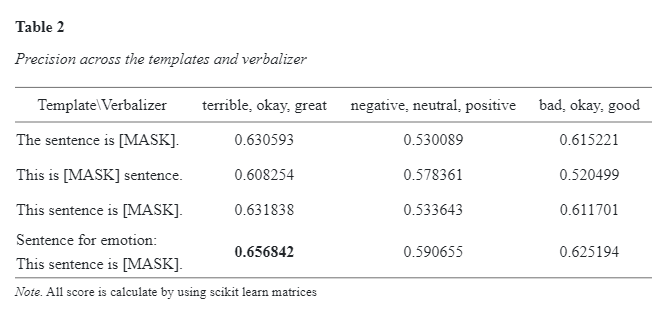 Table 2
Precision across the templates and verbalizer
Template\Verbalizer terrible, okay, great negative, neutral, positive bad, okay, good
The sentence is [MASK]. 0.630593 0.530089 0.615221
This is [MASK] sentence. 0.608254 0.578361 0.520499
This sentence is [MASK]. 0.631838 0.533643 0.611701
Sentence for emotion:
This sentence is [MASK]. 0.656842 0.590655 0.625194
Note. All score is calculate by using scikit learn matrices